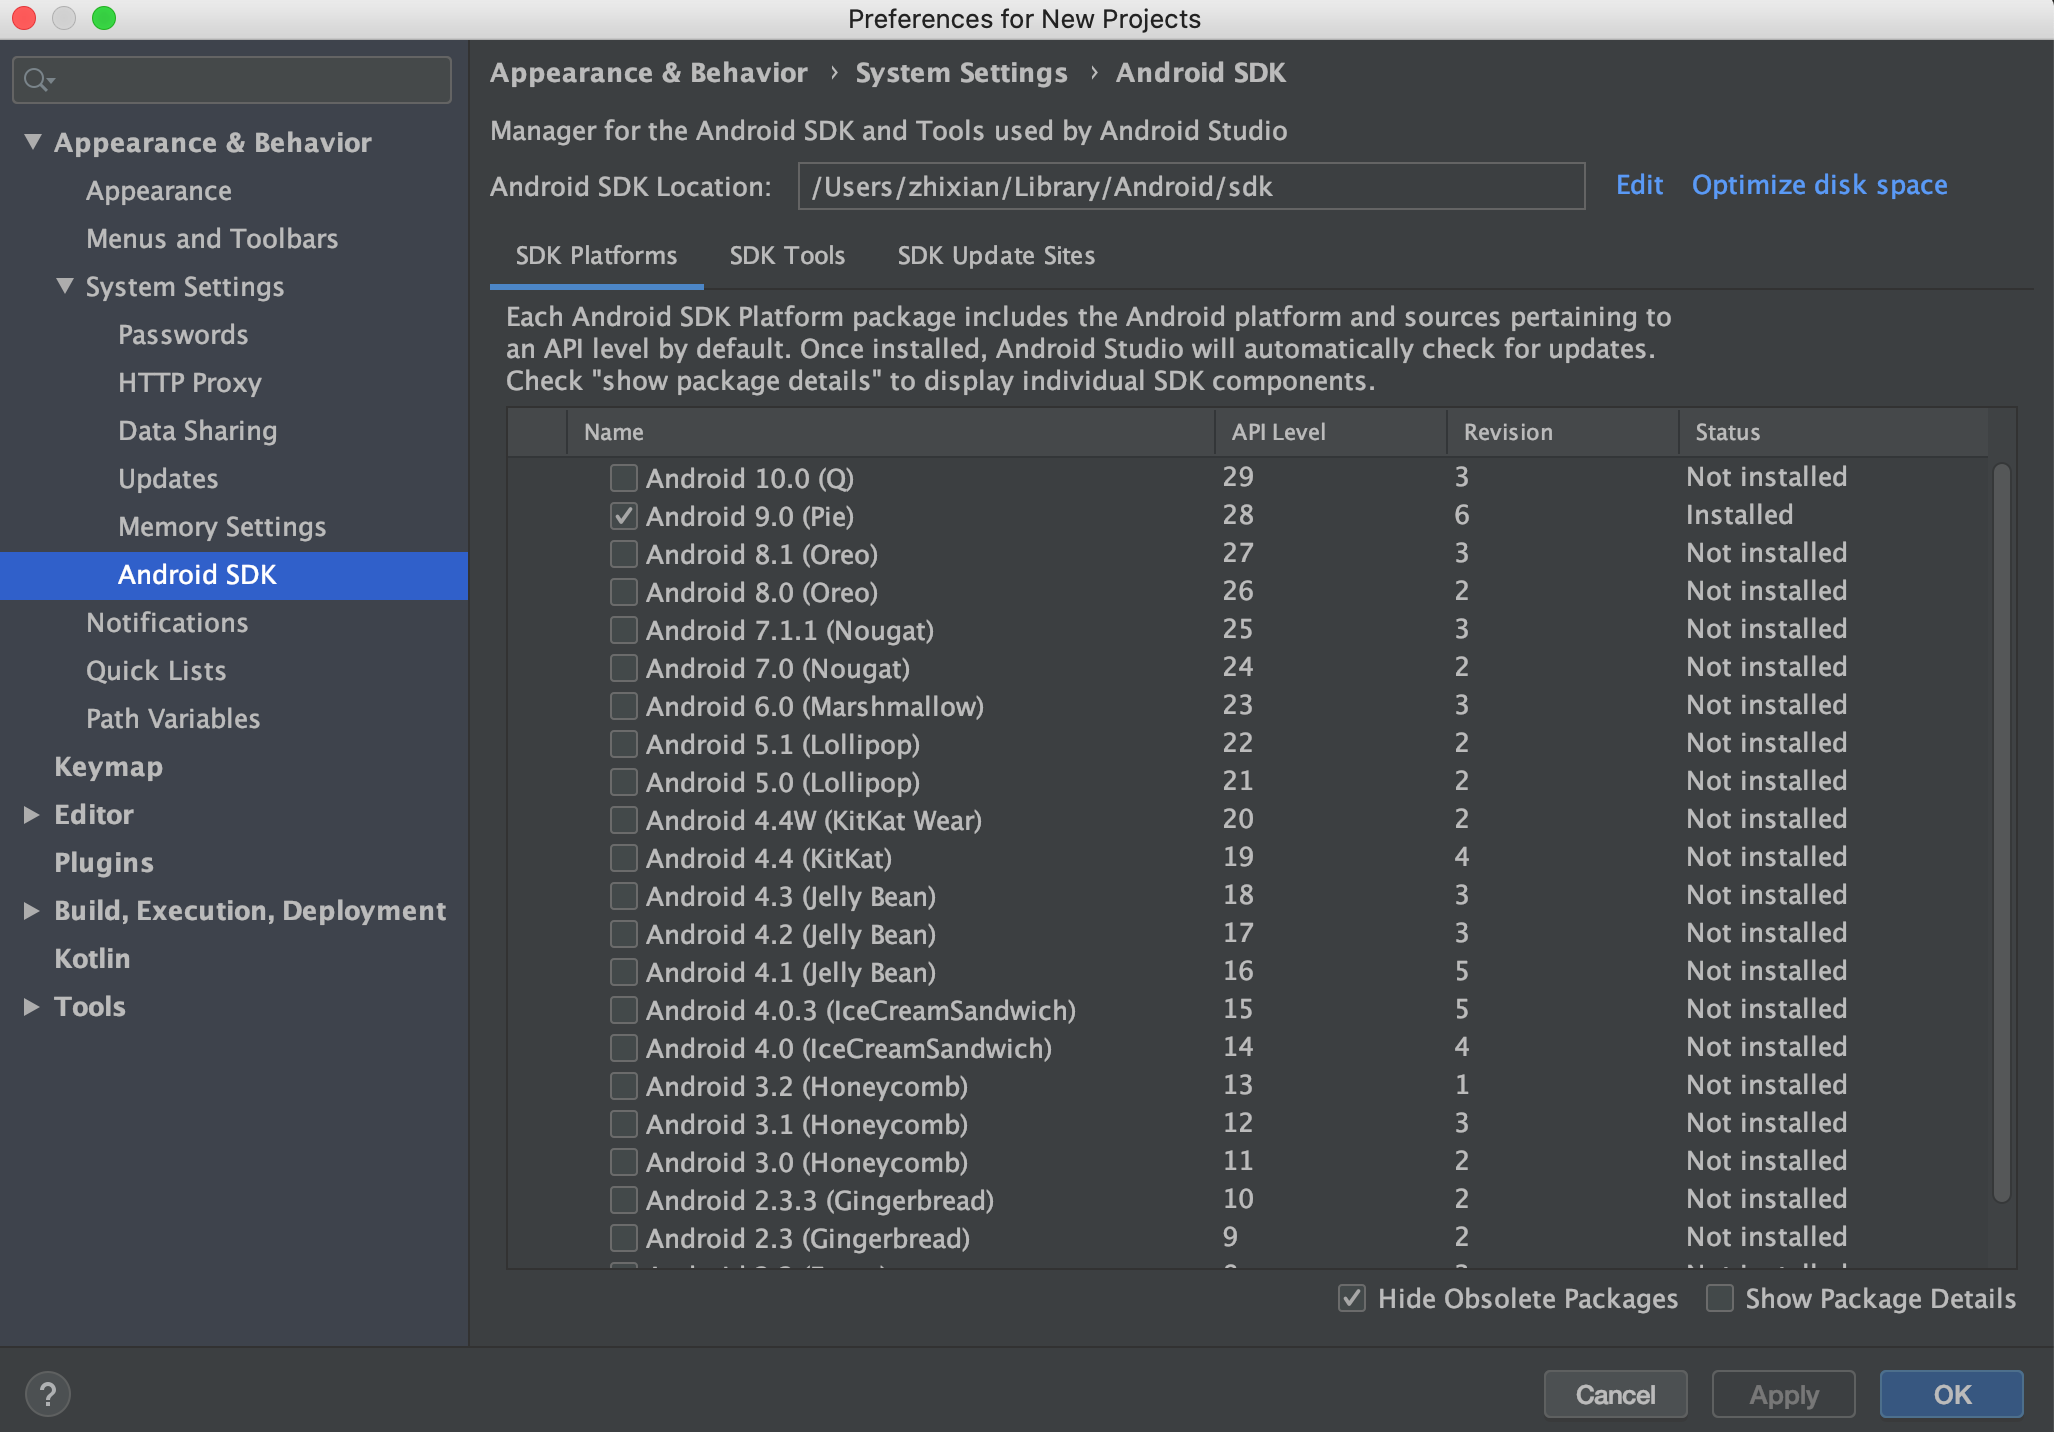 Preferences for New Projects
Appearance & Behavior
Appearance
Menus and Toolbars
System Settings
Passwords
HTTP Proxy
Data Sharing
Updates
Memory Settings
Android SDK
Notifications
Quick Lists
Path Variables
Keymap
Editor
Plugins
Build, Execution, Deployment
Kotlin
Tools
Appearance & Behavior › System Settings › Android SDK
Manager for the Android SDK and Tools used by Android Studio
Android SDK Location: /Users/zhixian/Library/Android/sdk Edit Optimize disk space
SDK Platforms SDK Tools SDK Update Sites
Each Android SDK Platform package includes the Android platform and sources pertaining to
an API level by default. Once installed, Android Studio will automatically check for updates.
Check "show package details" to display individual SDK components.
Name API Level Revision Status
Android 10.0 (Q) 29 3 Not installed
Android 9.0 (Pie) 28 6 Installed
Android 8.1 (Oreo) 27 3 Not installed
Android 8.0 (Oreo) 26 2 Not installed
Android 7.1.1 (Nougat) 25 3 Not installed
Android 7.0 (Nougat) 24 2 Not installed
Android 6.0 (Marshmallow) 23 3 Not installed
Android 5.1 (Lollipop) 22 2 Not installed
Android 5.0 (Lollipop) 21 2 Not installed
Android 4.4W (KitKat Wear) 20 2 Not installed
Android 4.4 (KitKat) 19 4 Not installed
Android 4.3 (Jelly Bean) 18 3 Not installed
Android 4.2 (Jelly Bean) 17 3 Not installed
Android 4.1 (Jelly Bean) 16 5 Not installed
Android 4.0.3 (IceCreamSandwich) 15 5 Not installed
Android 4.0 (IceCreamSandwich) 14 4 Not installed
Android 3.2 (Honeycomb) 13 1 Not installed
Android 3.1 (Honeycomb) 12 3 Not installed
Android 3.0 (Honeycomb) 11 2 Not installed
Android 2.3.3 (Gingerbread) 10 2 Not installed
Android 2.3 (Gingerbread) 9 2 Not installed
Hide Obsolete Packages Show Package Details
? Cancel Apply OK